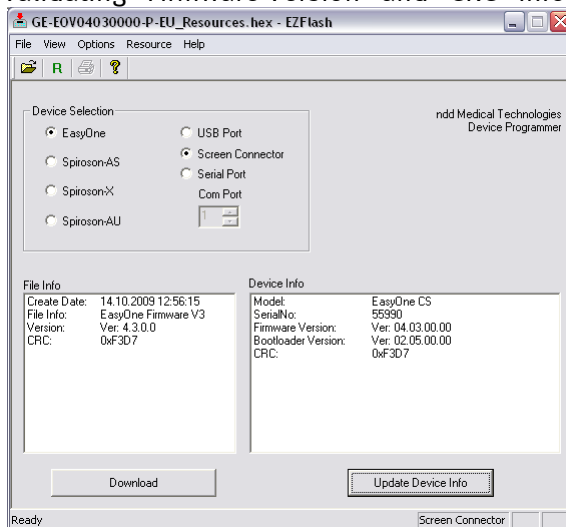 GE-EOV04030000-P-EU_Resources.hex - EZFlash
File View Options Resource Help
R
Device Selection
EasyOne
Spiroson-AS
Spiroson-X
Spiroson-AU
USB Port
Screen Connector
Serial Port
Com Port
1
ndd Medical Technologies
Device Programmer
File Info
Create Date: 14.10.2009 12:56:15
File Info: EasyOne Firmware V3
Version: Ver: 4.3.0.0
CRC: 0xF3D7
Device Info
Model: EasyOne CS
SerialNo: 55990
Firmware Version: Ver: 04.03.00.00
Bootloader Version: Ver: 02.05.00.00
CRC: 0xF3D7
Download
Update Device Info
Ready
Screen Connector